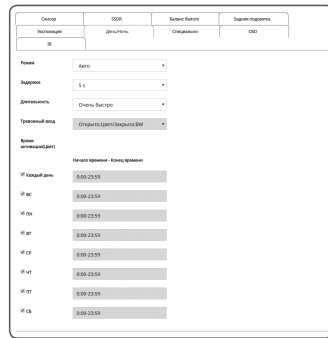 Сенсор SSDR Баланс белого Задняя подсветка
Экспозиция День/Ночь Специально OSD
IR
Режим Авто
Задержка 5 s
Длительность Очень быстро
Тревожный вход Открыто:Цвет/Закрыто:BW
Время
активации(Цвет)
Начало времени - Конец времени
Каждый день 0:00-23:59
ВС 0:00-23:59
ПН 0:00-23:59
ВТ 0:00-23:59
СР 0:00-23:59
ЧТ 0:00-23:59
ПТ 0:00-23:59
СБ 0:00-23:59